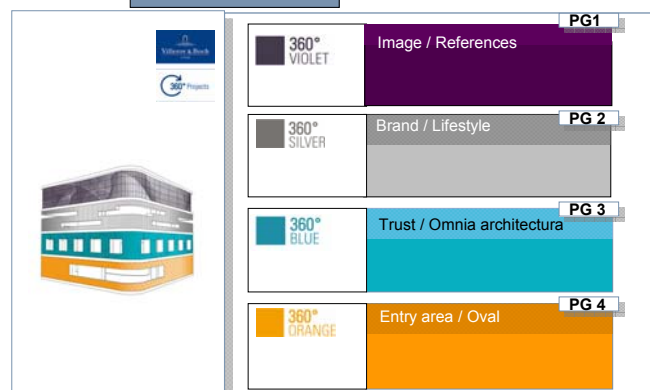 Villeroy & Boch
360° Projects
PG1
360°
VIOLET
Image / References
PG 2
360°
SILVER
Brand / Lifestyle
PG 3
360°
BLUE
Trust / Omnia architectura
PG 4
360°
ORANGE
Entry area / Oval